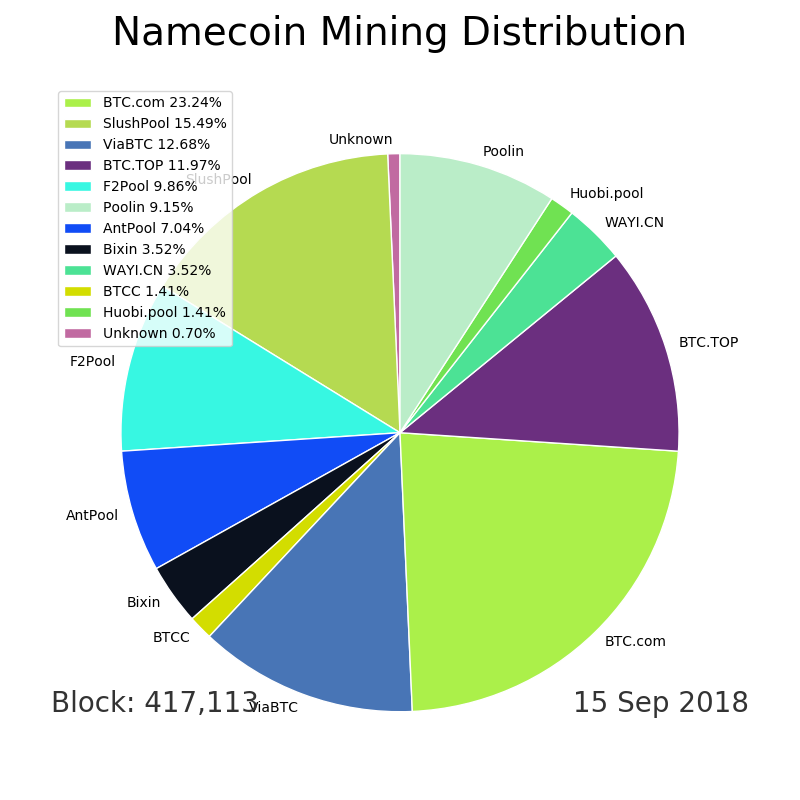 Namecoin Mining Distribution
BTC.com 23.24%
SlushPool 15.49%
ViaBTC 12.68%
BTC.TOP 11.97%
F2Pool 9.86%
Poolin 9.15%
AntPool 7.04%
Bixin 3.52%
WAYI.CN 3.52%
BTCC 1.41%
Huobi.pool 1.41%
Unknown 0.70%
Unknown
Poolin
SlushPool
Huobi.pool
WAYI.CN
BTC.TOP
F2Pool
AntPool
Bixin
BTCC
BTC.com
ViaBTC
Block: 417,113
15 Sep 2018